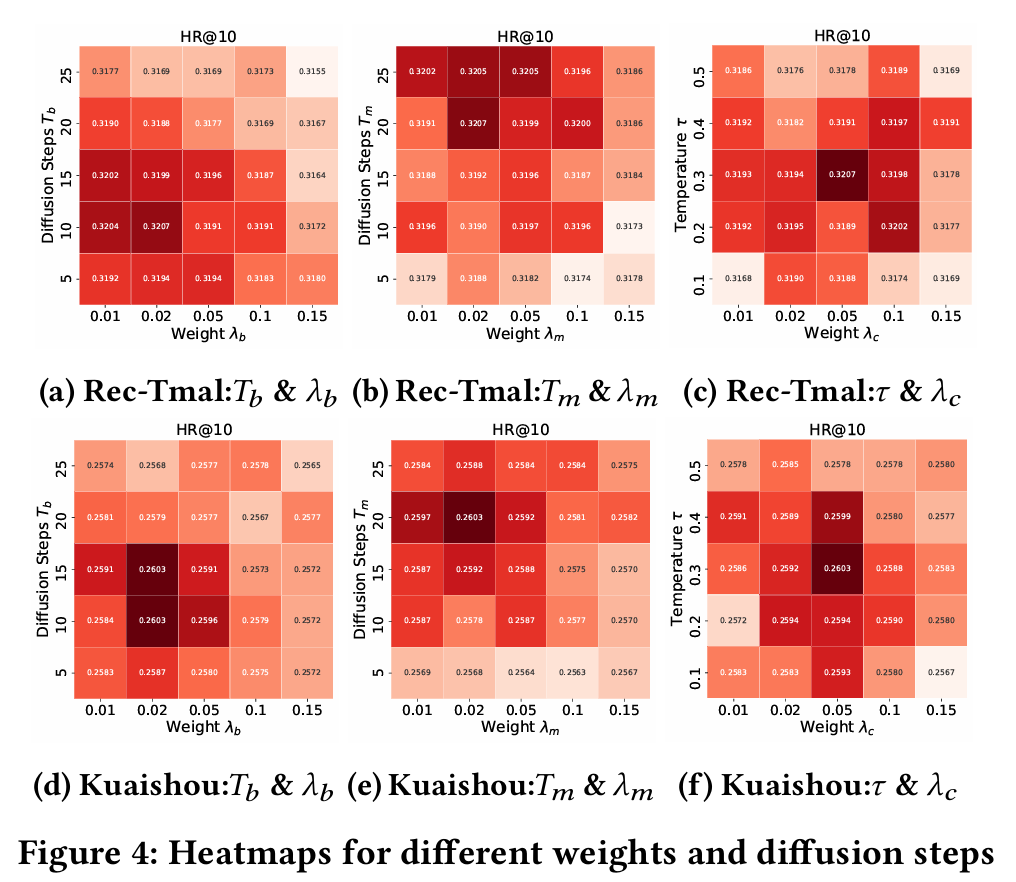 HR@10
Diffusion Steps T_b
25 0.3177 0.3169 0.3169 0.3173 0.3155
20 0.3190 0.3188 0.3177 0.3169 0.3167
15 0.3202 0.3199 0.3196 0.3187 0.3164
10 0.3204 0.3207 0.3191 0.3191 0.3172
5 0.3192 0.3194 0.3194 0.3183 0.3180
0.01 0.02 0.05 0.1 0.15
Weight λ_b
HR@10
Diffusion Steps T_m
25 0.3202 0.3205 0.3205 0.3196 0.3186
20 0.3191 0.3207 0.3199 0.3200 0.3186
15 0.3188 0.3192 0.3196 0.3187 0.3184
10 0.3196 0.3190 0.3197 0.3196 0.3173
5 0.3179 0.3188 0.3182 0.3174 0.3178
0.01 0.02 0.05 0.1 0.15
Weight λ_m
HR@10
Temperature τ
0.5 0.3186 0.3176 0.3178 0.3189 0.3169
0.4 0.3192 0.3182 0.3191 0.3197 0.3191
0.3 0.3193 0.3194 0.3207 0.3198 0.3178
0.2 0.3192 0.3195 0.3189 0.3202 0.3177
0.1 0.3168 0.3190 0.3188 0.3174 0.3169
0.01 0.02 0.05 0.1 0.15
Weight λ_c
(a) Rec-Tmal:T_b & λ_b (b) Rec-Tmal:T_m & λ_m (c) Rec-Tmal:τ & λ_c
HR@10
Diffusion Steps T_b
25 0.2574 0.2568 0.2577 0.2578 0.2565
20 0.2581 0.2579 0.2577 0.2567 0.2577
15 0.2591 0.2603 0.2591 0.2573 0.2572
10 0.2584 0.2603 0.2596 0.2579 0.2572
5 0.2583 0.2587 0.2580 0.2575 0.2572
0.01 0.02 0.05 0.1 0.15
Weight λ_b
HR@10
Diffusion Steps T_m
25 0.2584 0.2588 0.2584 0.2584 0.2575
20 0.2597 0.2603 0.2592 0.2581 0.2582
15 0.2587 0.2592 0.2588 0.2575 0.2570
10 0.2587 0.2578 0.2587 0.2577 0.2570
5 0.2569 0.2568 0.2564 0.2563 0.2567
0.01 0.02 0.05 0.1 0.15
Weight λ_m
HR@10
Temperature τ
0.5 0.2578 0.2585 0.2578 0.2578 0.2580
0.4 0.2591 0.2589 0.2599 0.2580 0.2577
0.3 0.2586 0.2592 0.2603 0.2588 0.2583
0.2 0.2572 0.2594 0.2594 0.2590 0.2580
0.1 0.2583 0.2583 0.2593 0.2580 0.2567
0.01 0.02 0.05 0.1 0.15
Weight λ_c
(d) Kuaishou:T_b & λ_b (e) Kuaishou:T_m & λ_m (f) Kuaishou:τ & λ_c
Figure 4: Heatmaps for different weights and diffusion steps